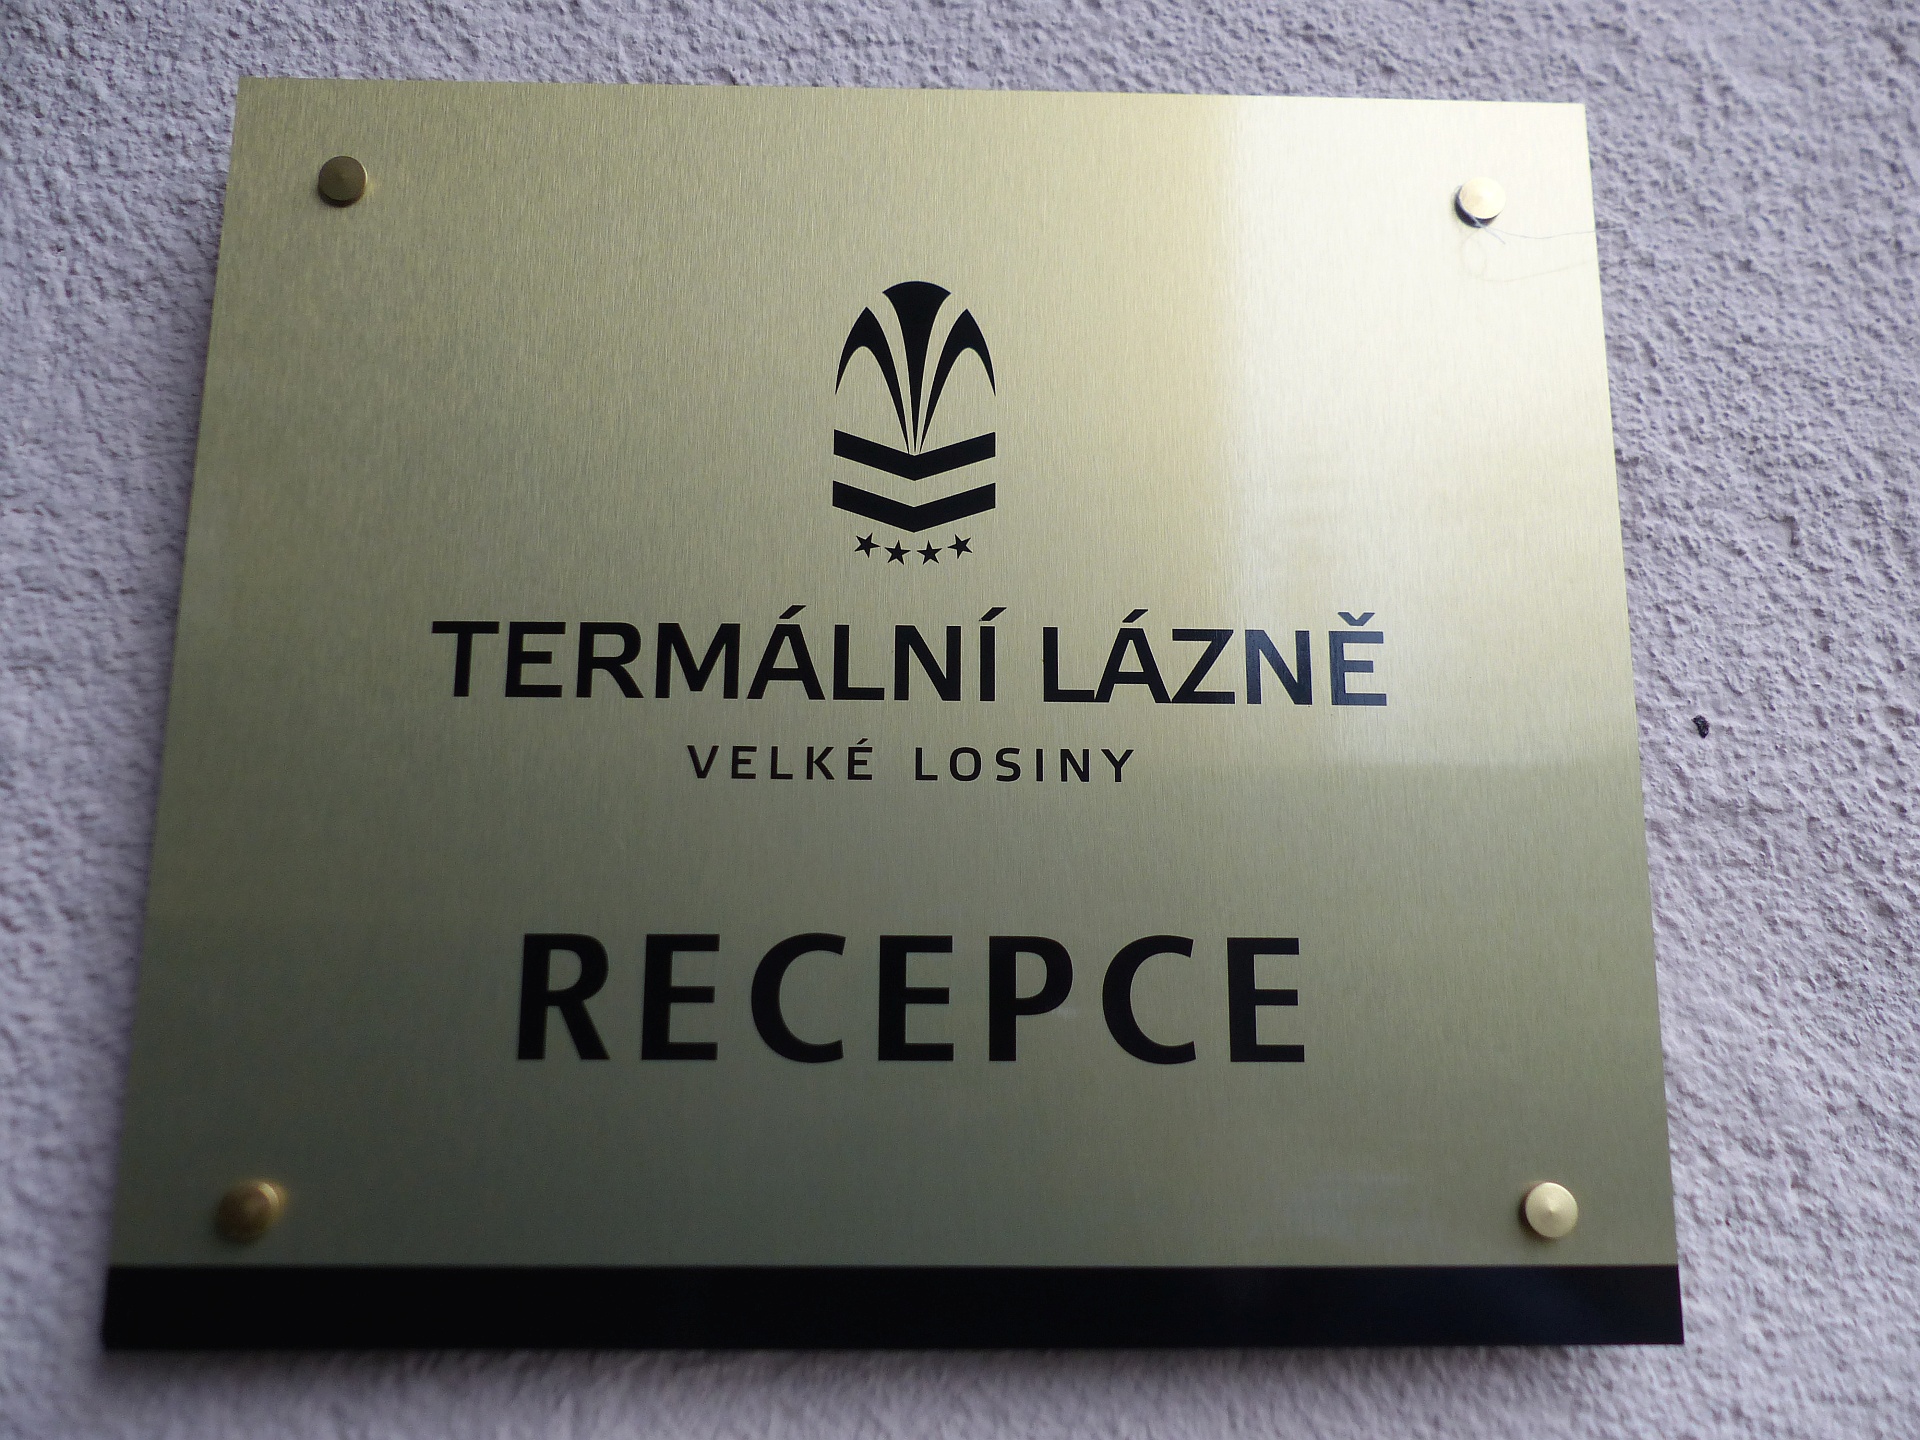 TERMÁLNÍ LÁZNĚ
VELKÉ LOSINY
RECEPCE